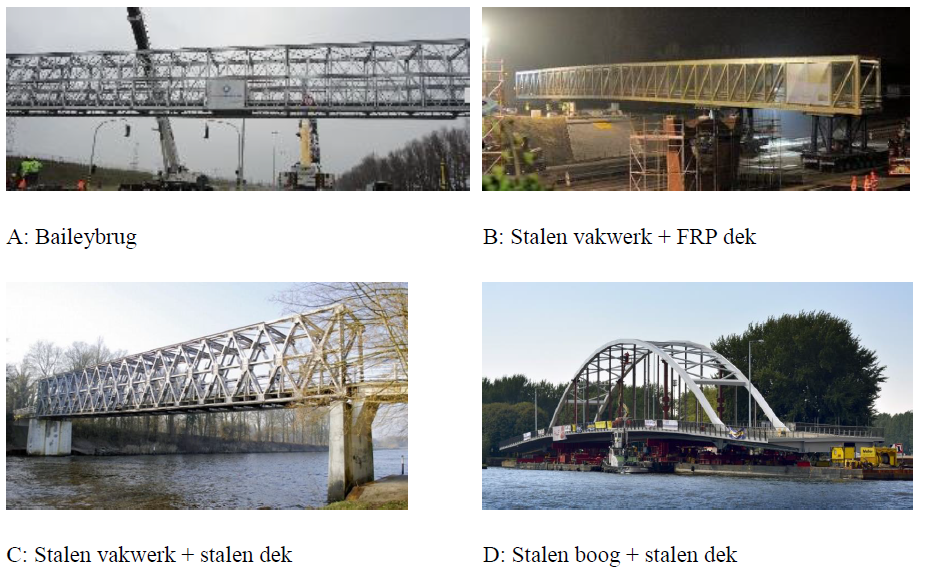 A: Baileybrug
B: Stalen vakwerk + FRP dek
C: Stalen vakwerk + stalen dek
D: Stalen boog + stalen dek